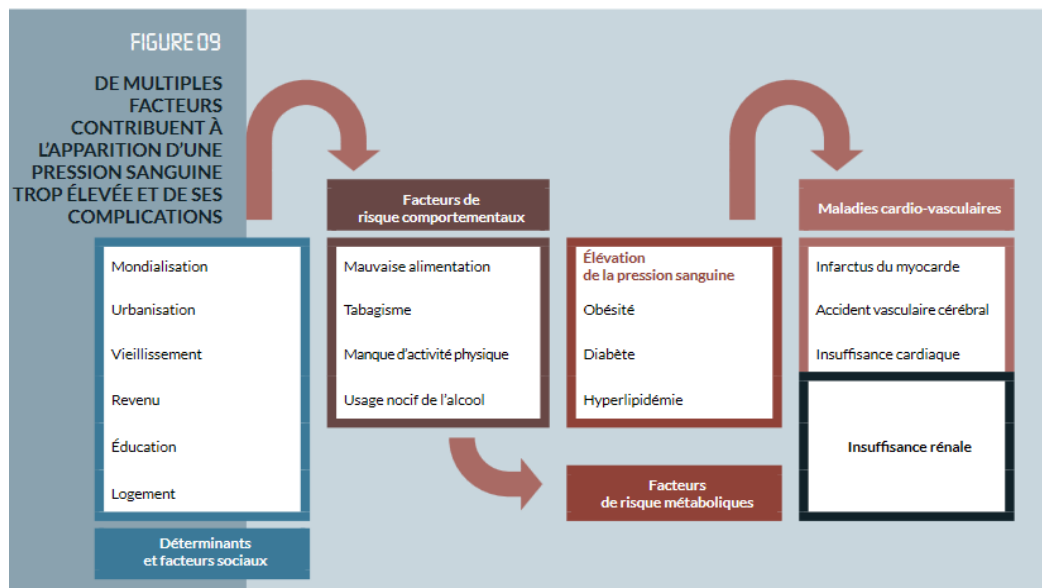 FIGURE 09
DE MULTIPLES
FACTEURS
CONTRIBUENT À
L'APPARITION D'UNE
PRESSION SANGUINE
TROP ÉLEVÉE ET DE SES
COMPLICATIONS
Mondialisation
Urbanisation
Vieillissement
Revenu
Éducation
Logement
Déterminants
et facteurs sociaux
Facteurs de
risque comportementaux
Mauvaise alimentation
Tabagisme
Manque d'activité physique
Usage nocif de l'alcool
Élévation
de la pression sanguine
Obésité
Diabète
Hyperlipidémie
Facteurs
de risque métaboliques
Maladies cardio-vasculaires
Infarctus du myocarde
Accident vasculaire cérébral
Insuffisance cardiaque
Insuffisance rénale